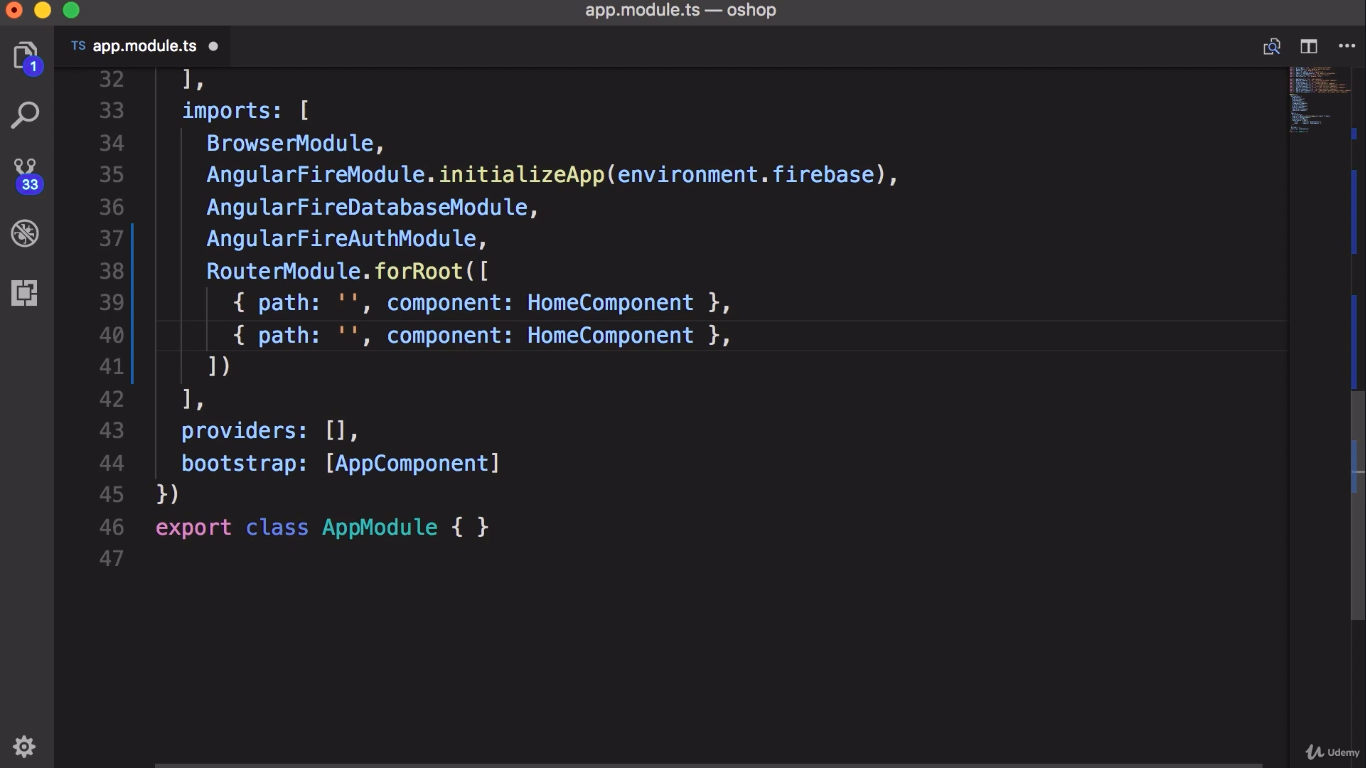 app.module.ts — oshop
TS app.module.ts
1
33
32 ],
33 imports: [
34 BrowserModule,
35 AngularFireModule.initializeApp(environment.firebase),
36 AngularFireDatabaseModule,
37 AngularFireAuthModule,
38 RouterModule.forRoot([
39 { path: '', component: HomeComponent },
40 { path: '', component: HomeComponent },
41 ])
42 ],
43 providers: [],
44 bootstrap: [AppComponent]
45 })
46 export class AppModule { }
47
Udemy